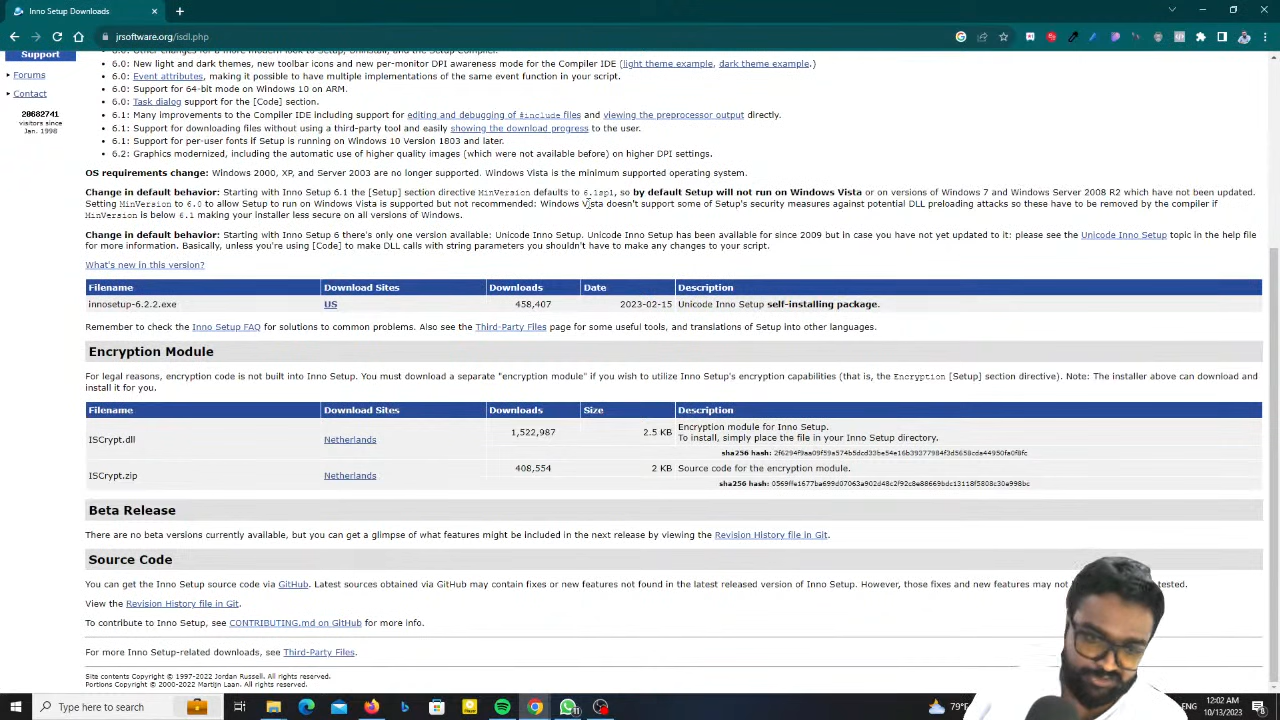 Inno Setup Downloads
jrsoftware.org/isd.php
Support
Forums
Contact
20682741
visitors since
Jan. 1998
• 6.0: Other changes for a more modern look to Setup, Uninstall, and the Setup Compiler.
• 6.0: New light and dark themes, new toolbar icons and new per-monitor DPI awareness mode for the Compiler IDE (light theme example, dark theme example.)
• 6.0: Event attributes, making it possible to have multiple implementations of the same event function in your script.
• 6.0: Support for 64-bit mode on Windows 10 on ARM.
• 6.0: Task dialog support for the [Code] section.
• 6.1: Many improvements to the Compiler IDE including support for editing and debugging of #include files and viewing the preprocessor output directly.
• 6.1: Support for downloading files without using a third-party tool and easily showing the download progress to the user.
• 6.1: Support for per-user fonts if Setup is running on Windows 10 Version 1803 and later.
• 6.2: Graphics modernized, including the automatic use of higher quality images (which were not available before) on higher DPI settings.
OS requirements change: Windows 2000, XP, and Server 2003 are no longer supported. Windows Vista is the minimum supported operating system.
Change in default behavior: Starting with Inno Setup 6.1 the [Setup] section directive MinVersion defaults to 6.1sp1, so by default Setup will not run on Windows Vista or on versions of Windows 7 and Windows Server 2008 R2 which have not been updated.
Setting MinVersion to 6.0 to allow Setup to run on Windows Vista is supported but not recommended: Windows Vista doesn't support some of Setup's security measures against potential DLL preloading attacks so these have to be removed by the compiler if
MinVersion is below 6.1 making your installer less secure on all versions of Windows.
Change in default behavior: Starting with Inno Setup 6 there's only one version available: Unicode Inno Setup. Unicode Inno Setup has been available for since 2009 but in case you have not yet updated to it: please see the Unicode Inno Setup topic in the help file
for more information. Basically, unless you're using [Code] to make DLL calls with string parameters you shouldn't have to make any changes to your script.
What's new in this version?
Filename Download Sites Downloads Date Description
innosetup-6.2.2.exe US 458,407 2023-02-15 Unicode Inno Setup self-installing package.
Remember to check the Inno Setup FAQ for solutions to common problems. Also see the Third-Party Files page for some useful tools, and translations of Setup into other languages.
Encryption Module
For legal reasons, encryption code is not built into Inno Setup. You must download a separate "encryption module" if you wish to utilize Inno Setup's encryption capabilities (that is, the Encryption [Setup] section directive). Note: The installer above can download and
install it for you.
Filename Download Sites Downloads Size Description
ISCrypt.dll Netherlands 1,522,987 2.5 KB Encryption module for Inno Setup.
To install, simply place the file in your Inno Setup directory.
sha256 hash:
ISCrypt.zip Netherlands 408,554 2 KB Source code for the encryption module.
sha256 hash:
Beta Release
There are no beta versions currently available, but you can get a glimpse of what features might be included in the next release by viewing the Revision History file in Git.
Source Code
You can get the Inno Setup source code via GitHub. Latest sources obtained via GitHub may contain fixes or new features not found in the latest released version of Inno Setup. However, those fixes and new features may not tested.
View the Revision History file in Git.
To contribute to Inno Setup, see CONTRIBUTING.md on GitHub for more info.
For more Inno Setup-related downloads, see Third-Party Files.
Site contents Copyright © 1997-2022 Jordan Russell. All rights reserved.
Portions Copyright © 2000-2022 Martijn Laan. All rights reserved.
Type here to search
79°F
ENG
12:02 AM
10/13/2023